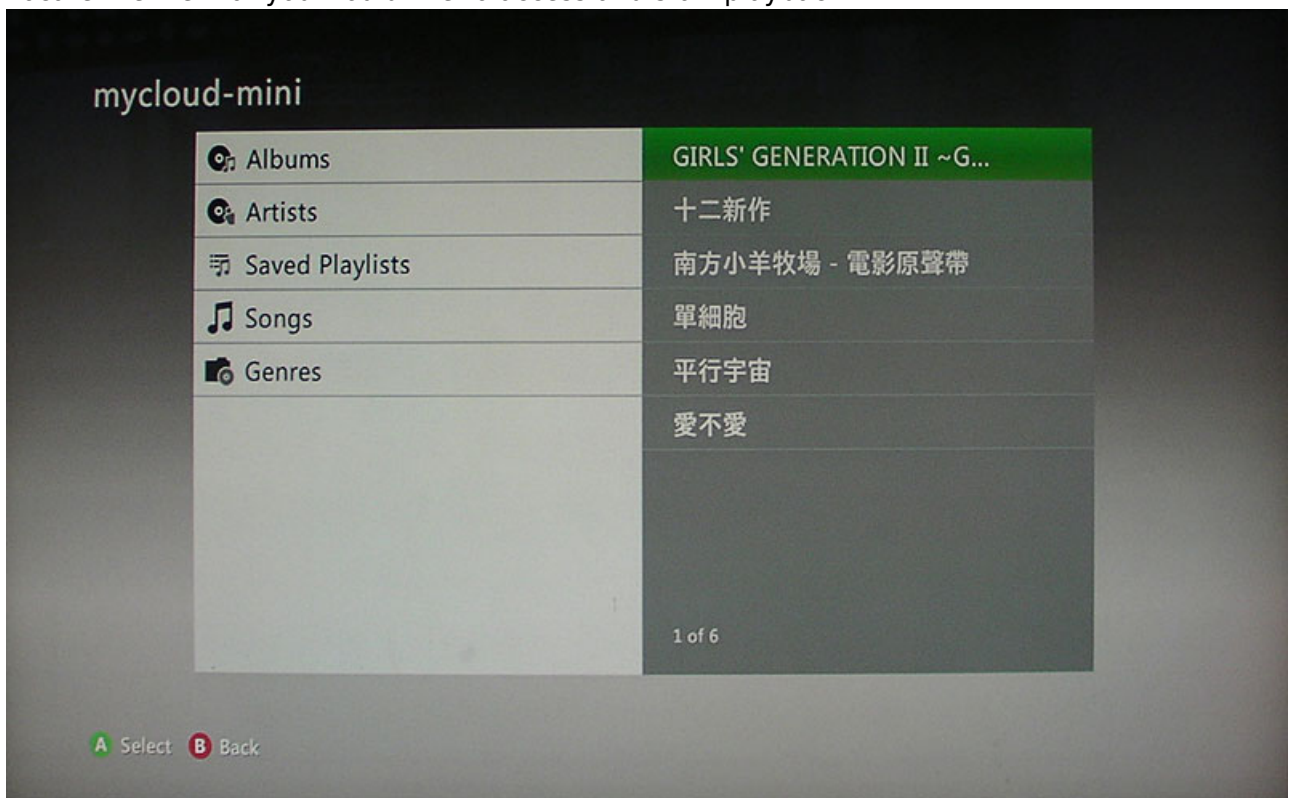 mycloud-mini
Albums
Artists
Saved Playlists
Songs
Genres
GIRLS' GENERATION II ~G...
十二新作
南方小羊牧場 - 電影原聲帶
單細胞
平行宇宙
愛不愛
1 of 6
A Select B Back